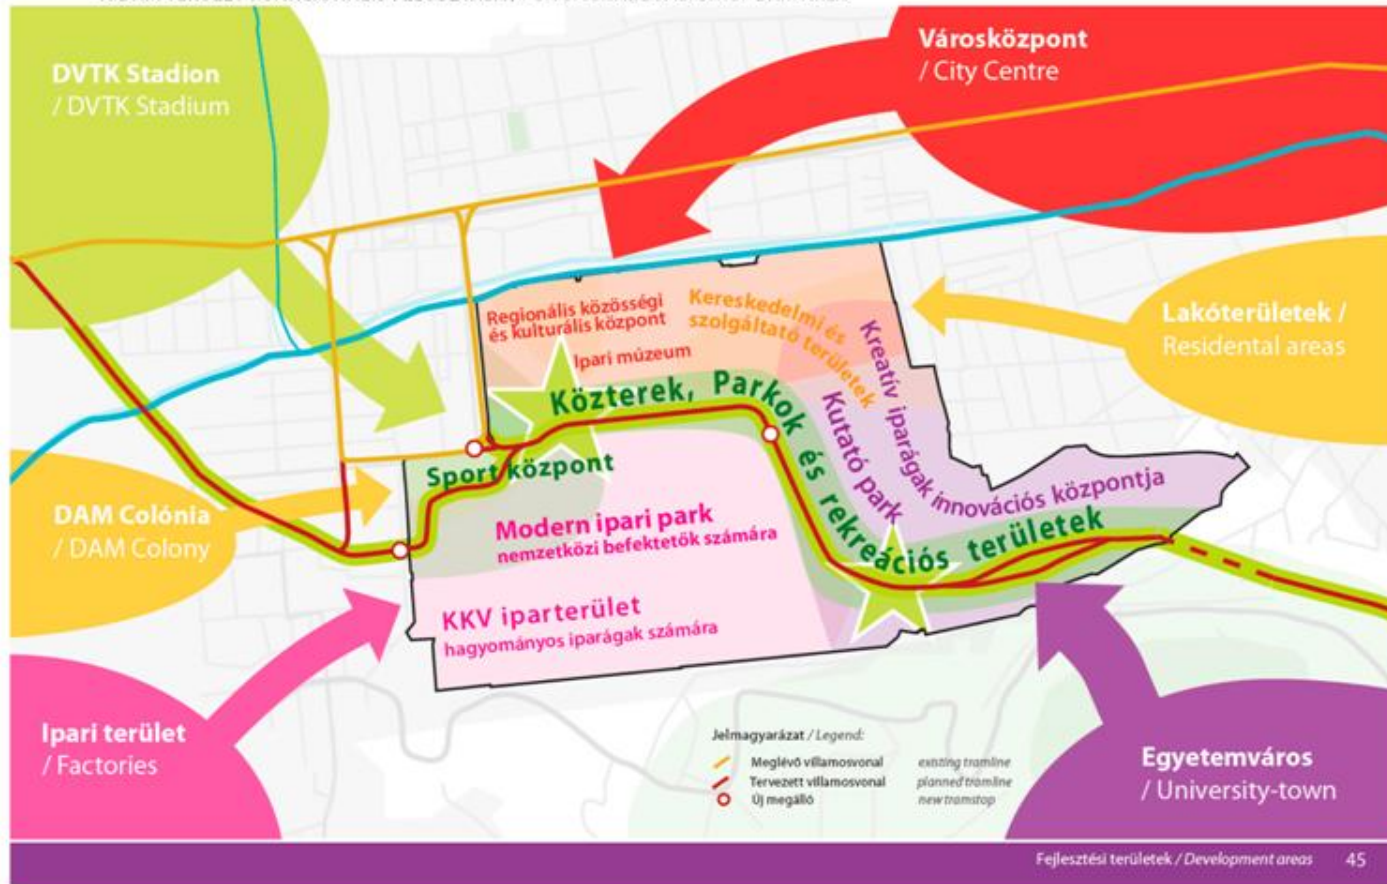 DVTK Stadion
/ DVTK Stadium
Városközpont
/ City Centre
Lakóterületek /
Residental areas
Regionális közösségi
és kulturális központ
Ipari múzeum
Kereskedelmi és
szolgáltató területek
Kreatív iparágak innovációs központja
Kutató park
Közterek, Parkok és rekreációs területek
Sport központ
Modern ipari park
nemzetközi befektetők számára
KKV iparterület
hagyományos iparágak számára
DAM Colónia
/ DAM Colony
Ipari terület
/ Factories
Egyetemváros
/ University-town
Jelmagyarázat / Legend:
Meglévő villamosvonal existing tramline
Tervezett villamosvonal planned tramline
Új megálló new tramstop
Fejlesztési területek / Development areas 45